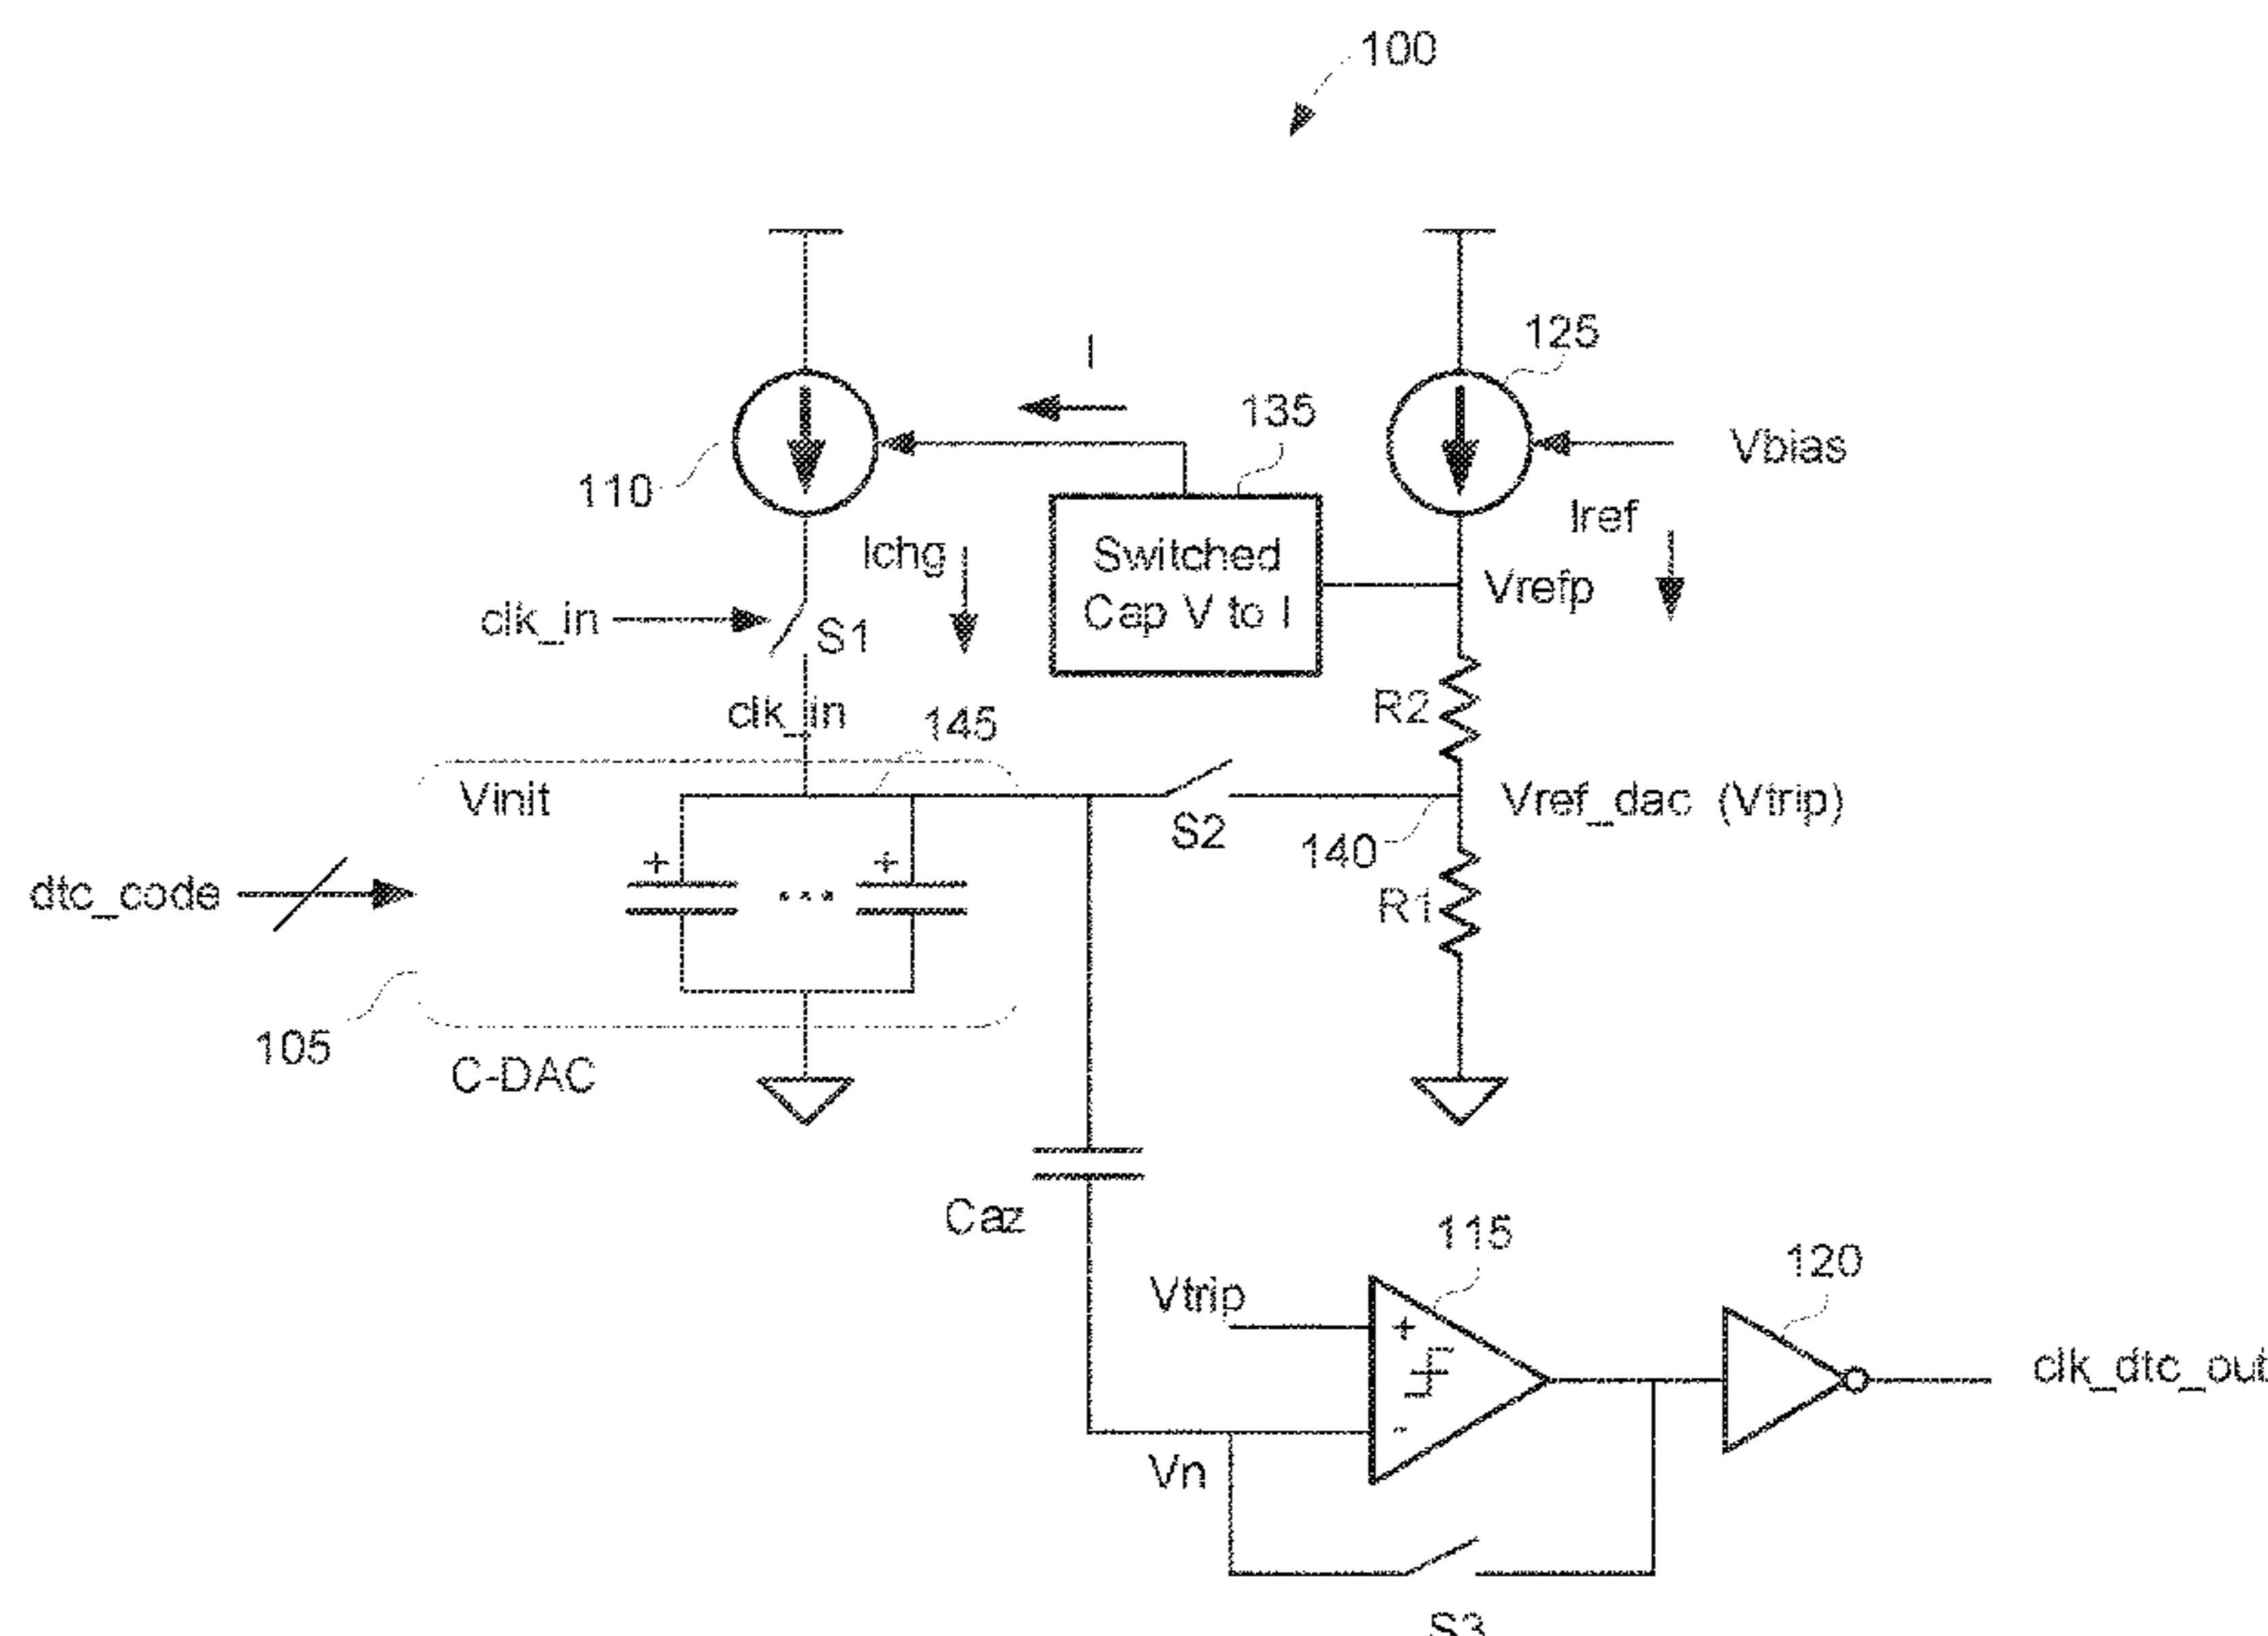 100
125
I
135
Vbias
110
Iref
Ichg
Switched
Cap V to I
Vrefp
clk_in
S1
R2
clk_in
145
Vinit
Vref_dac (Vtrip)
S2
140
dtc_code
+
+
R1
105
C-DAC
Caz
115
120
Vtrip
+
clk_dtc_out
-
Vn
S3